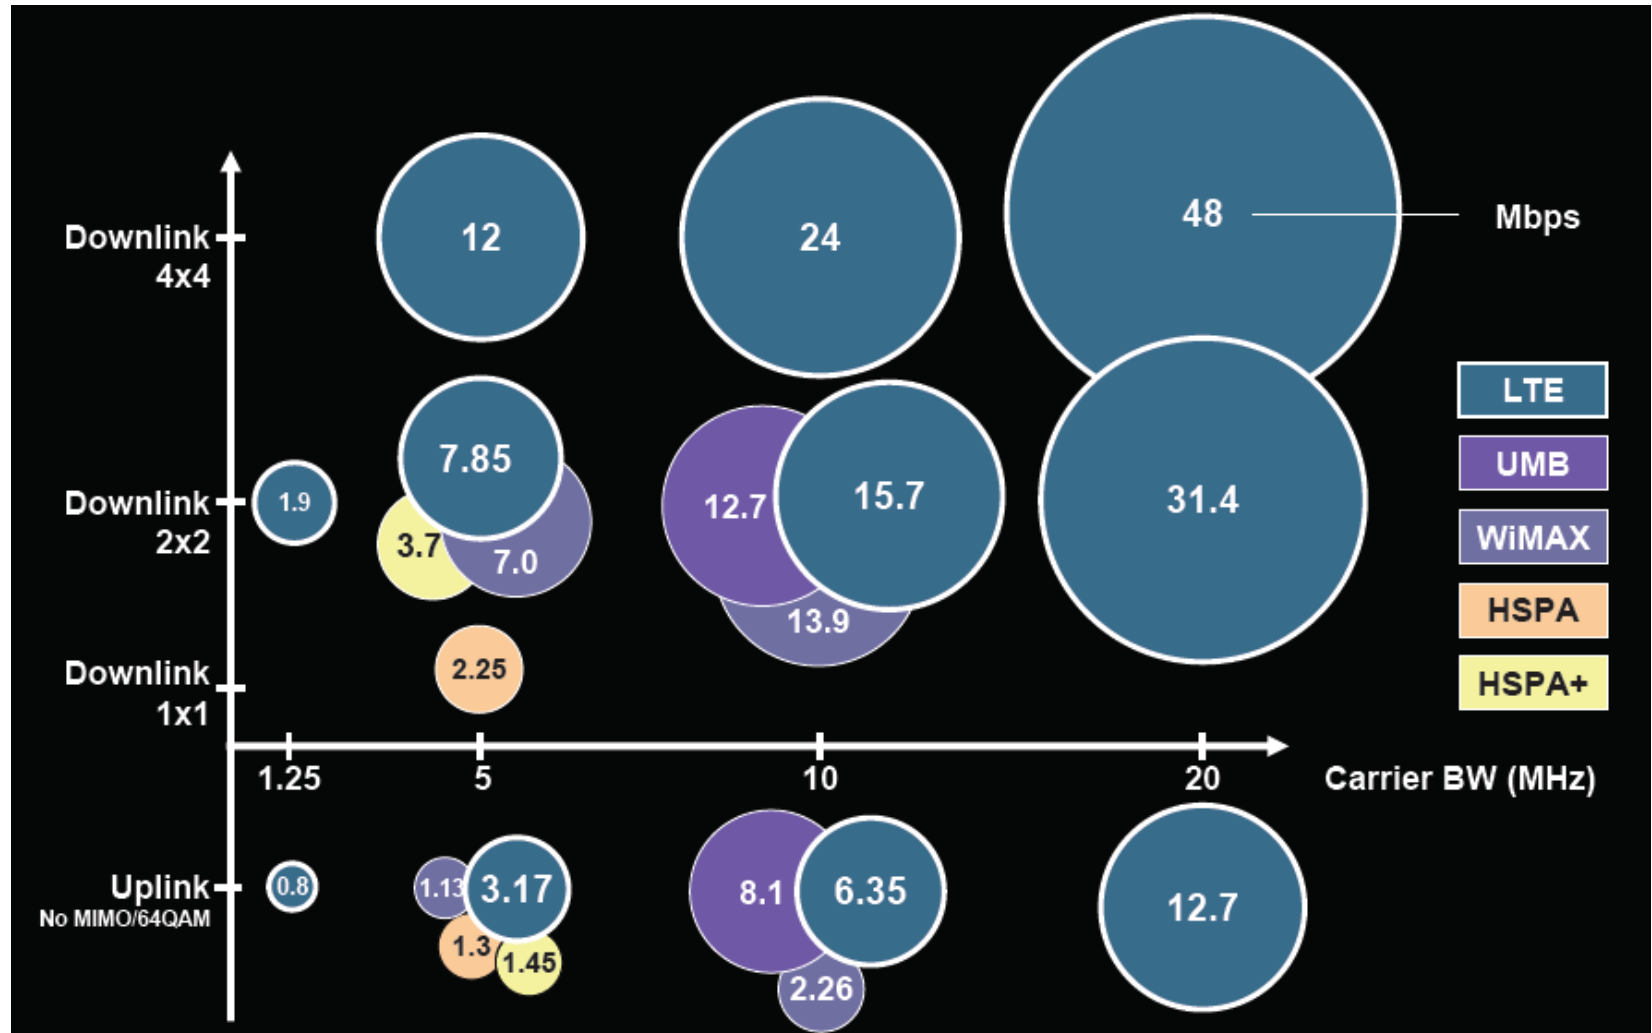 12
24
48
Mbps
Downlink
4x4
LTE
7.85
UMB
1.9
Downlink
2x2
12.7
15.7
31.4
3.7
7.0
WiMAX
13.9
HSPA
Downlink
1x1
2.25
HSPA+
1.25
5
10
20
Carrier BW (MHz)
Uplink
No MIMO/64QAM
0.8
1.13
3.17
8.1
6.35
12.7
1.3
1.45
2.26